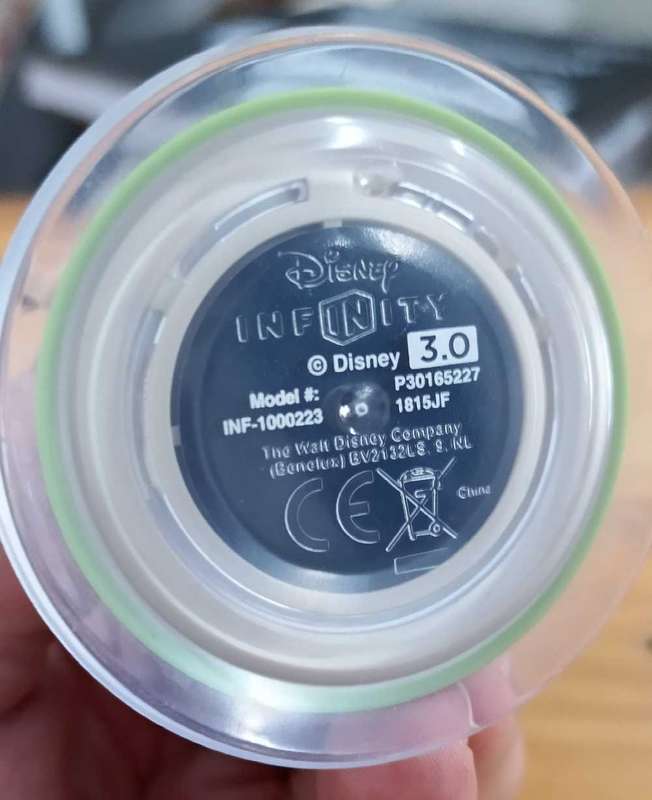 Disney
INFINITY
© Disney 3.0
Model #: P30165227
INF-1000223 1815JF
The Walt Disney Company
(Benelux) BV2132LS, 9, NL
CE
China